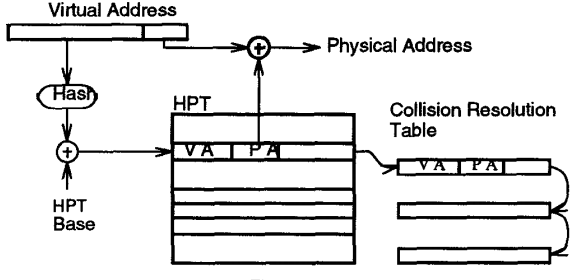 Virtual Address
+
Physical Address
Hash
HPT
Collision Resolution
Table
+
VA PA
VA PA
HPT
Base